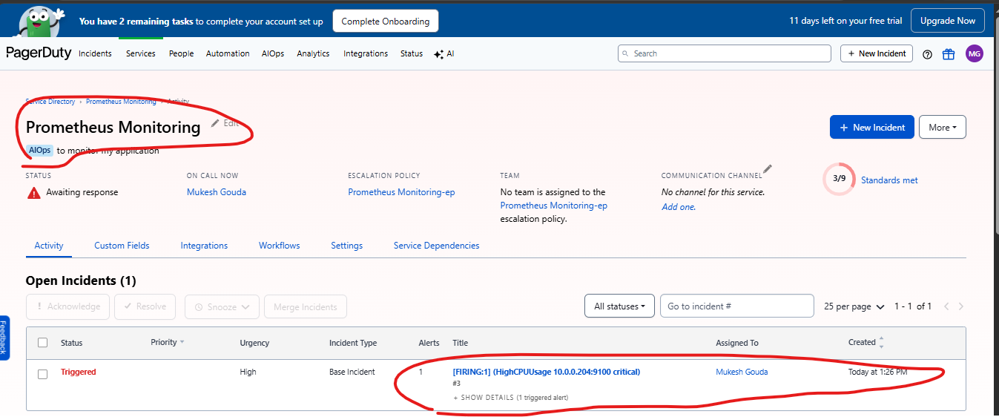 You have 2 remaining tasks to complete your account set up Complete Onboarding 11 days left on your free trial Upgrade Now
PagerDuty Incidents Services People Automation AIOps Analytics Integrations Status AI Search + New Incident MG
Service Directory › Prometheus Monitoring › Activity
Prometheus Monitoring Edit
+ New Incident More
AIOps to monitor my application
STATUS ON CALL NOW ESCALATION POLICY TEAM COMMUNICATION CHANNEL
Awaiting response Mukesh Gouda Prometheus Monitoring-ep No team is assigned to the No channel for this service. 3/9 Standards met
Prometheus Monitoring-ep Add one.
escalation policy.
Activity Custom Fields Integrations Workflows Settings Service Dependencies
Open Incidents (1)
! Acknowledge Resolve Snooze Merge Incidents All statuses Go to incident # 25 per page 1 - 1 of 1
Feedback
Status Priority Urgency Incident Type Alerts Title Assigned To Created
Triggered High Base Incident 1 [FIRING:1] (HighCPUUsage 10.0.0.204:9100 critical) Mukesh Gouda Today at 1:26 PM
#3
+ SHOW DETAILS (1 triggered alert)